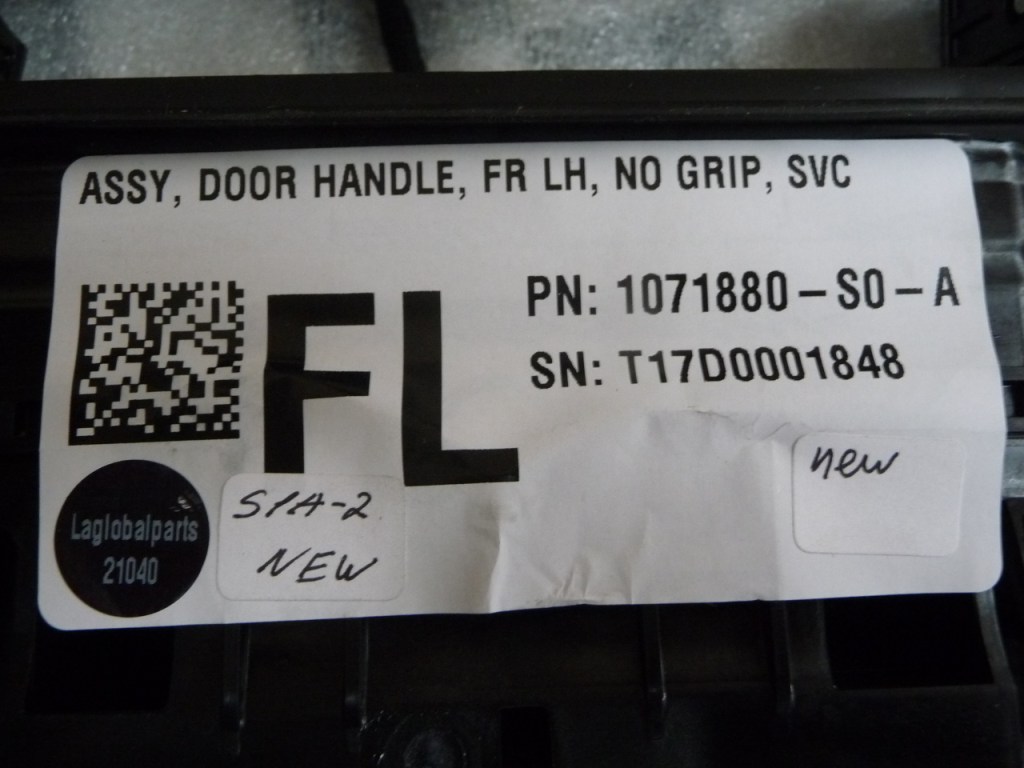 ASSY, DOOR HANDLE, FR LH, NO GRIP, SVC
FL
PN: 1071880-S0-A
SN: T17D0001848
Laglobalparts
21040
S/A-2
NEW
new